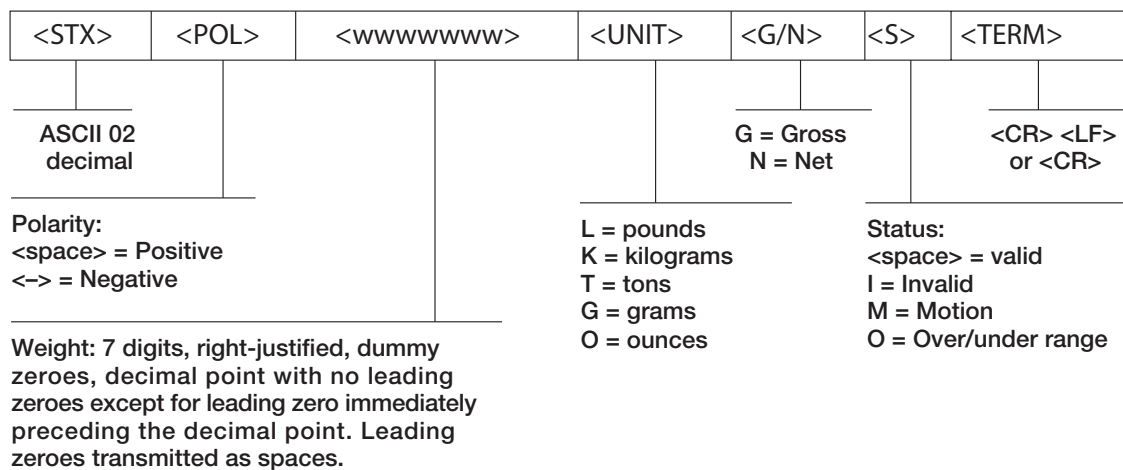 <STX> <POL> <wwwwwww> <UNIT> <G/N> <S> <TERM>
ASCII 02
decimal
G = Gross
N = Net
<CR> <LF>
or <CR>
Polarity:
<space> = Positive
<–> = Negative
L = pounds
K = kilograms
T = tons
G = grams
O = ounces
Status:
<space> = valid
I = Invalid
M = Motion
O = Over/under range
Weight: 7 digits, right-justified, dummy
zeroes, decimal point with no leading
zeroes except for leading zero immediately
preceding the decimal point. Leading
zeroes transmitted as spaces.